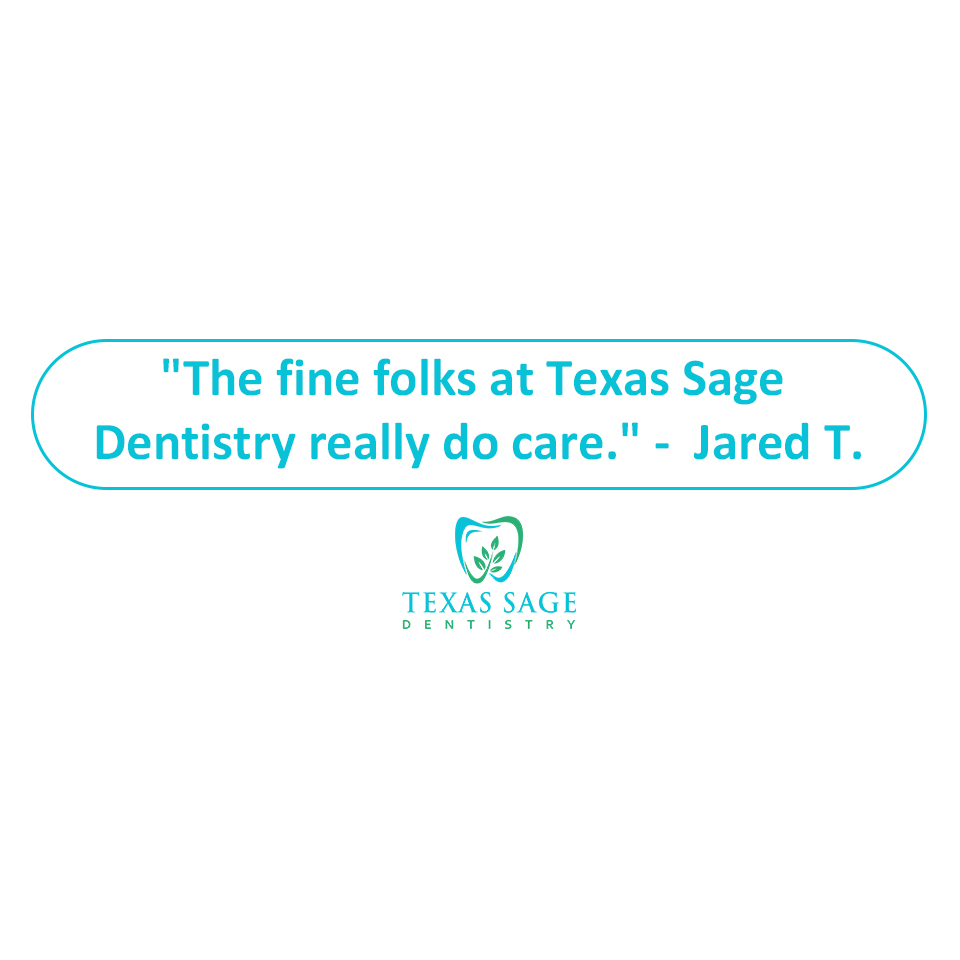 "The fine folks at Texas Sage
Dentistry really do care." - Jared T.
TEXAS SAGE
DENTISTRY